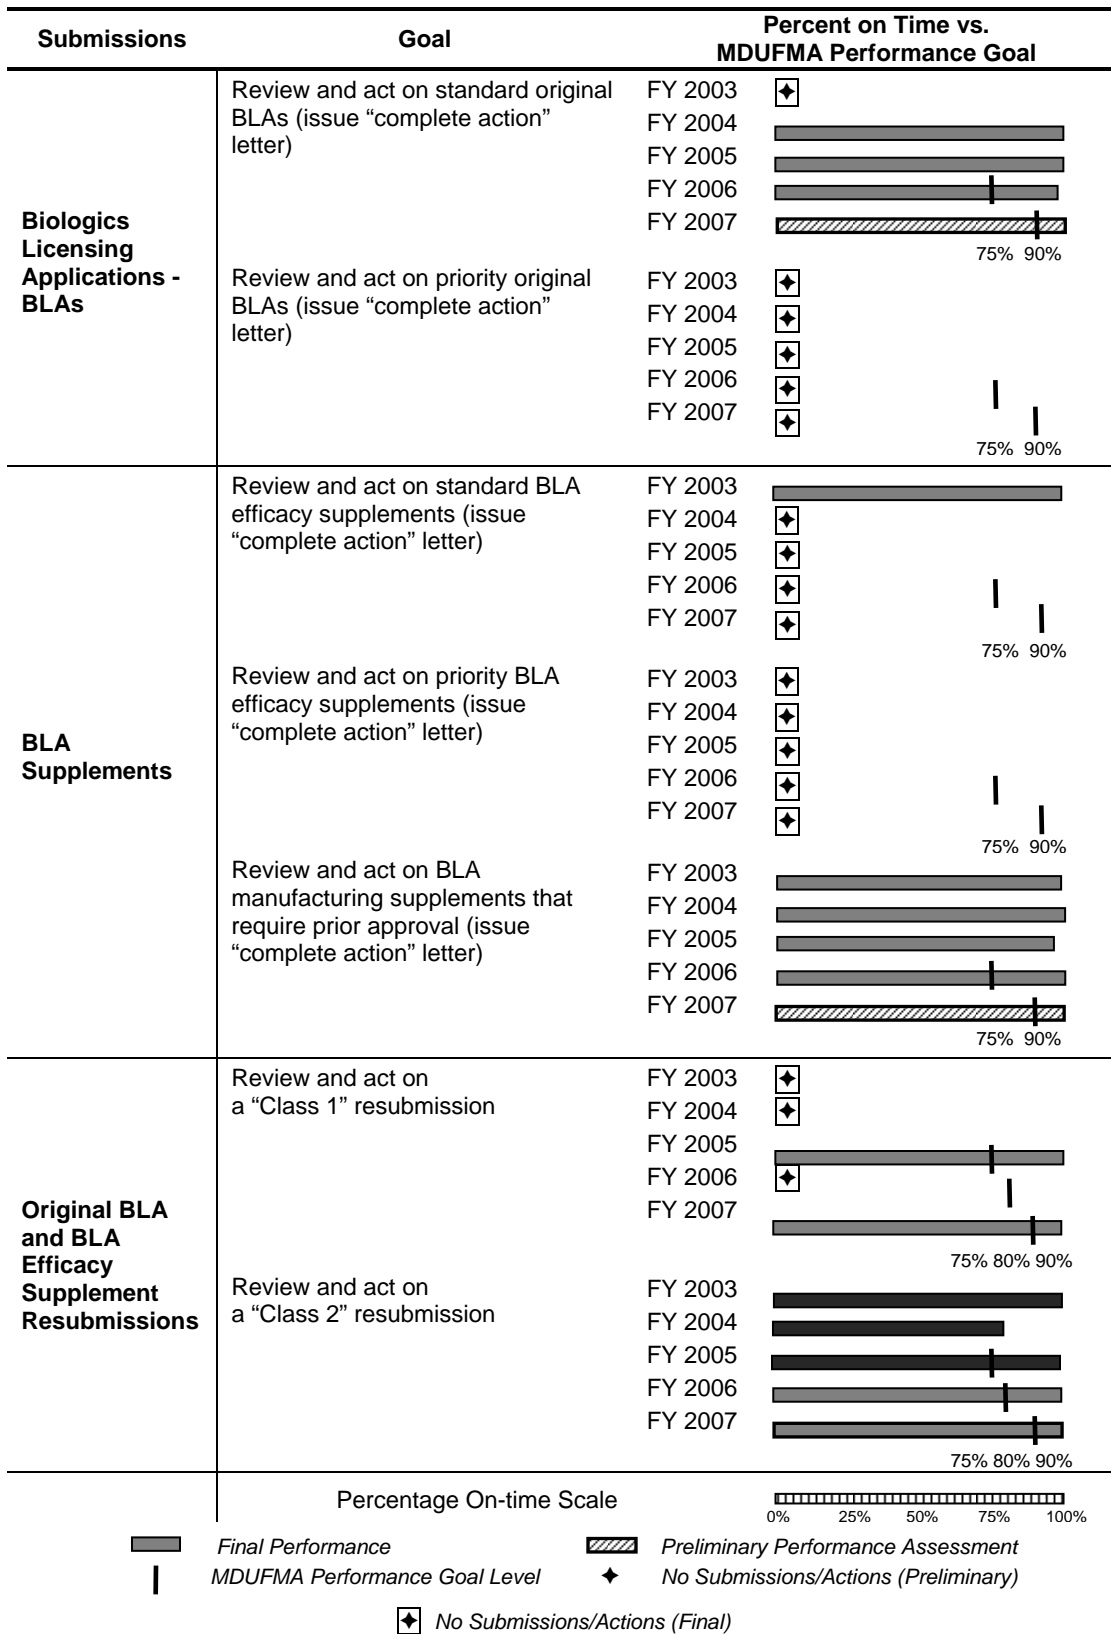 Submissions
Goal
Percent on Time vs.
MDUFMA Performance Goal
Biologics
Licensing
Applications -
BLAs
Review and act on standard original
BLAs (issue “complete action”
letter)
FY 2003
FY 2004
FY 2005
FY 2006
FY 2007
75% 90%
Review and act on priority original
BLAs (issue “complete action”
letter)
FY 2003
FY 2004
FY 2005
FY 2006
FY 2007
75% 90%
BLA
Supplements
Review and act on standard BLA
efficacy supplements (issue
“complete action” letter)
FY 2003
FY 2004
FY 2005
FY 2006
FY 2007
75% 90%
Review and act on priority BLA
efficacy supplements (issue
“complete action” letter)
FY 2003
FY 2004
FY 2005
FY 2006
FY 2007
75% 90%
Review and act on BLA
manufacturing supplements that
require prior approval (issue
“complete action” letter)
FY 2003
FY 2004
FY 2005
FY 2006
FY 2007
75% 90%
Original BLA
and BLA
Efficacy
Supplement
Resubmissions
Review and act on
a “Class 1” resubmission
FY 2003
FY 2004
FY 2005
FY 2006
FY 2007
75% 80% 90%
Review and act on
a “Class 2” resubmission
FY 2003
FY 2004
FY 2005
FY 2006
FY 2007
75% 80% 90%
Percentage On-time Scale
0% 25% 50% 75% 100%
Final Performance
Preliminary Performance Assessment
MDUFMA Performance Goal Level
No Submissions/Actions (Preliminary)
No Submissions/Actions (Final)